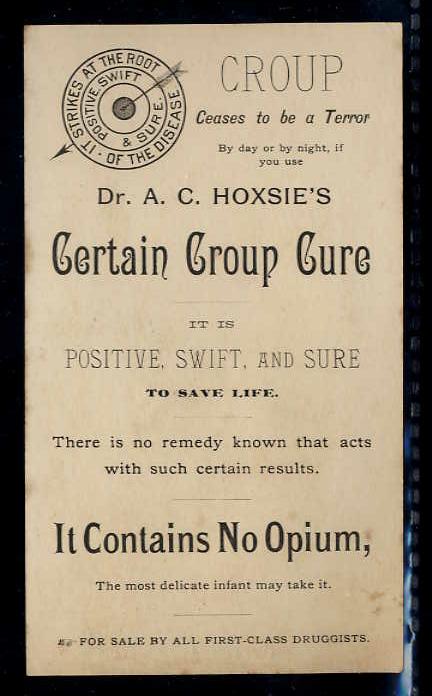 IT STRIKES AT THE ROOT
OF THE DISEASE
POSITIVE, SWIFT
& SURE.
CROUP
Ceases to be a Terror
By day or by night, if
you use
Dr. A. C. HOXSIE'S
Certain Croup Cure
IT IS
POSITIVE, SWIFT, AND SURE
TO SAVE LIFE.
There is no remedy known that acts
with such certain results.
It Contains No Opium,
The most delicate infant may take it.
FOR SALE BY ALL FIRST-CLASS DRUGGISTS.